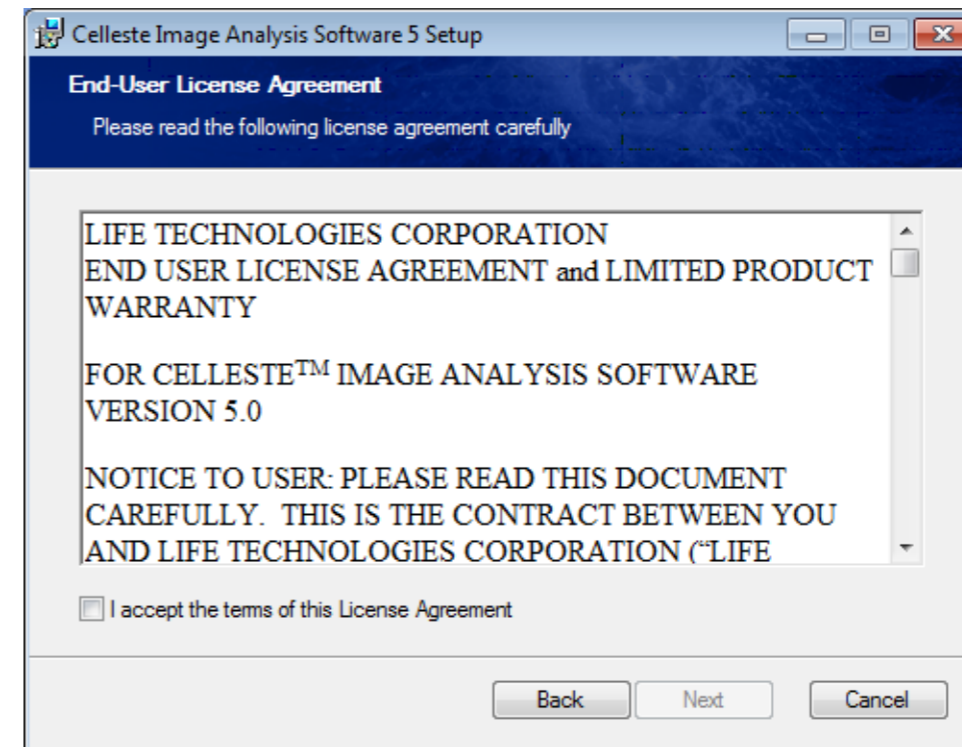 Celleste Image Analysis Software 5 Setup
End-User License Agreement
Please read the following license agreement carefully
LIFE TECHNOLOGIES CORPORATION
END USER LICENSE AGREEMENT and LIMITED PRODUCT
WARRANTY
FOR CELLESTE™ IMAGE ANALYSIS SOFTWARE
VERSION 5.0
NOTICE TO USER: PLEASE READ THIS DOCUMENT
CAREFULLY.  THIS IS THE CONTRACT BETWEEN YOU
AND LIFE TECHNOLOGIES CORPORATION (“LIFE
I accept the terms of this License Agreement
Back Next Cancel